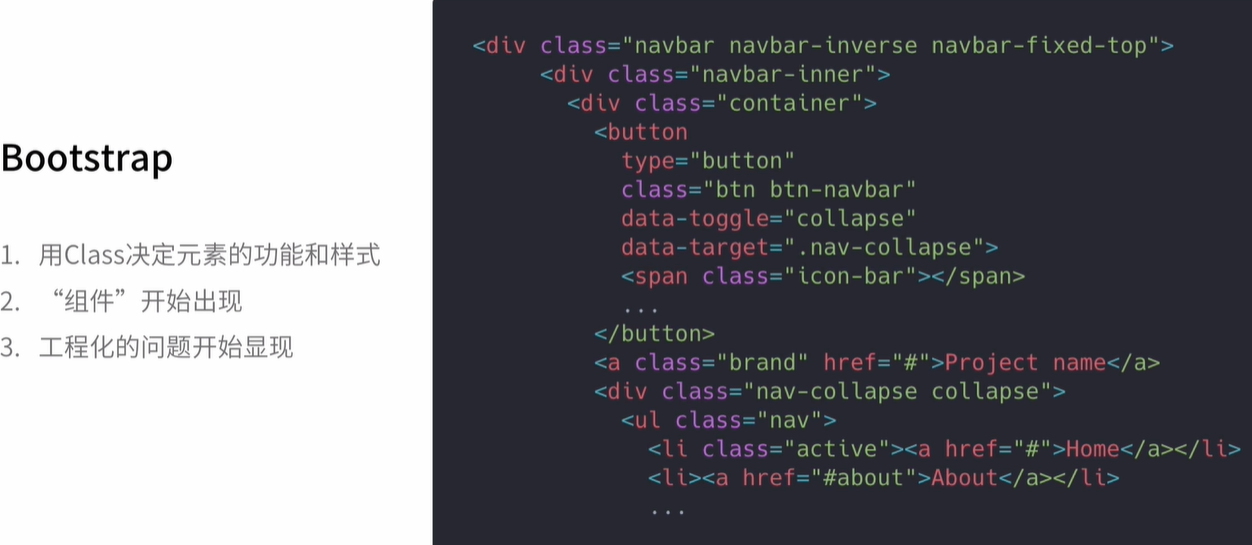 Bootstrap
1. 用Class决定元素的功能和样式
2. “组件”开始出现
3. 工程化的问题开始显现
<div class="navbar navbar-inverse navbar-fixed-top">
<div class="navbar-inner">
<div class="container">
<button
type="button"
class="btn btn-navbar"
data-toggle="collapse"
data-target=".nav-collapse">
<span class="icon-bar"></span>
...
</button>
<a class="brand" href="#">Project name</a>
<div class="nav-collapse collapse">
<ul class="nav">
<li class="active"><a href="#">Home</a></li>
<li><a href="#about">About</a></li>
...